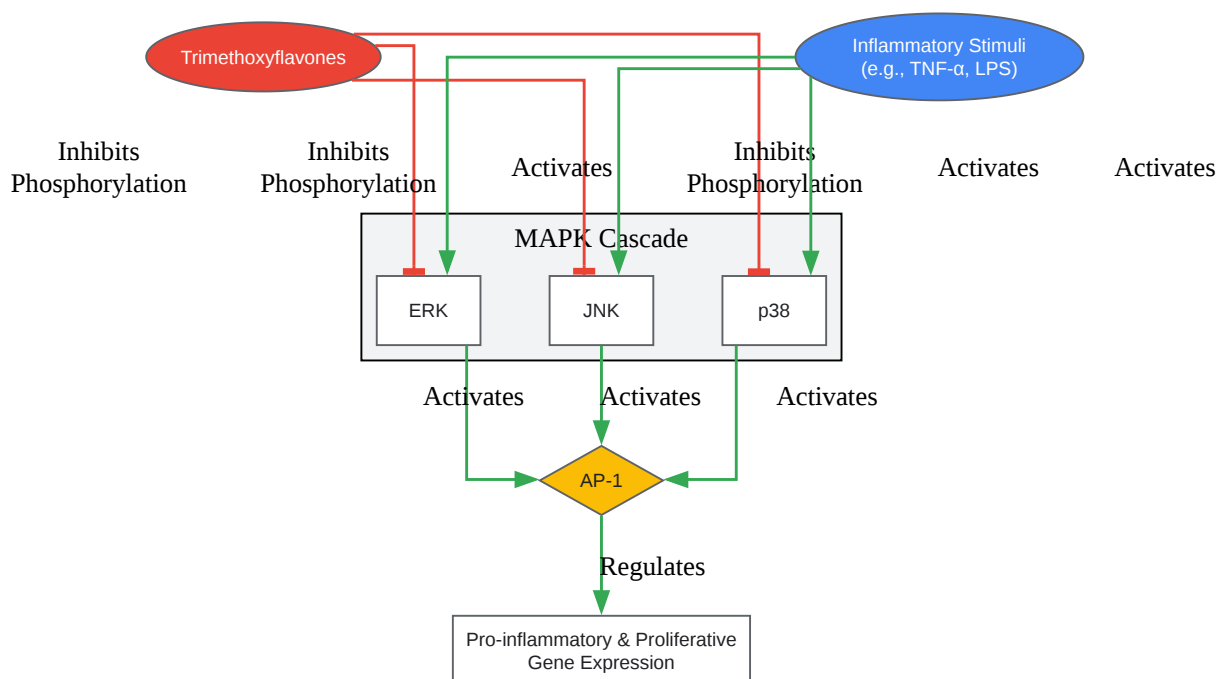 Trimethoxyflavones
Inflammatory Stimuli
(e.g., TNF-α, LPS)
Inhibits
Phosphorylation
Inhibits
Phosphorylation
Activates
Inhibits
Phosphorylation
Activates
Activates
MAPK Cascade
ERK
JNK
p38
Activates
Activates
Activates
AP-1
Regulates
Pro-inflammatory & Proliferative
Gene Expression